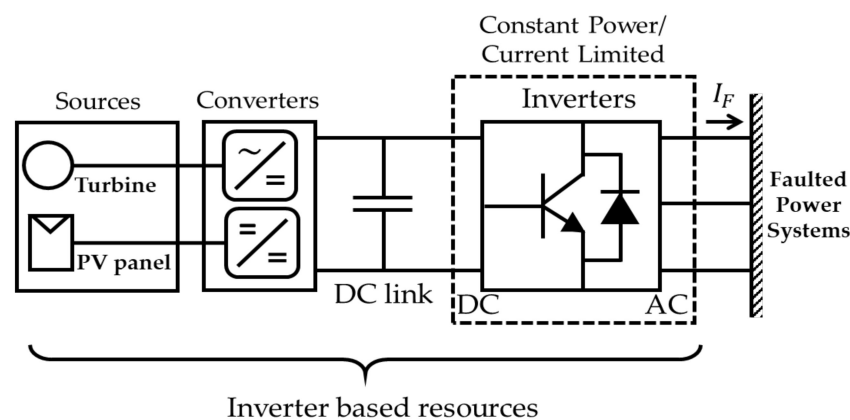 Constant Power/
Current Limited
Sources
Converters
Inverters
I_F
Turbine
PV panel
~
=
=
=
DC link
DC
AC
Faulted
Power
Systems
Inverter based resources